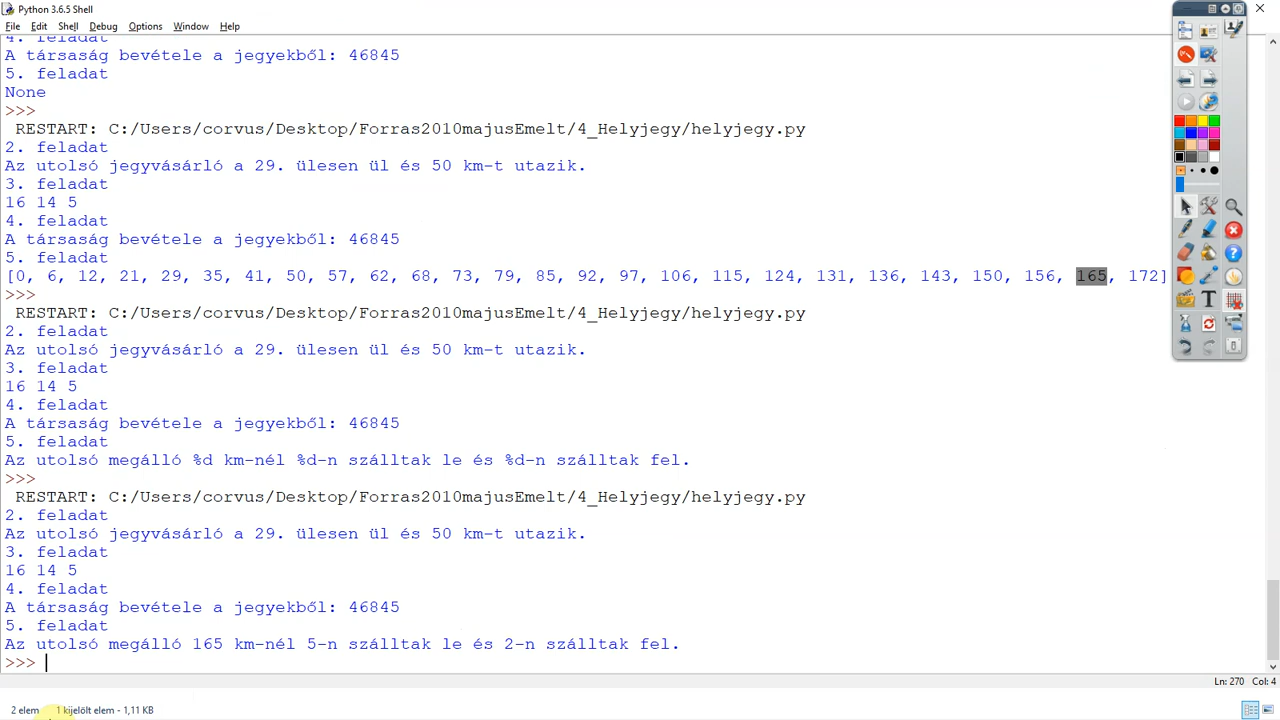 Python 3.6.5 Shell
File Edit Shell Debug Options Window Help
4. feladat
A társaság bevétele a jegyekből: 46845
5. feladat
None
>>>
RESTART: C:/Users/corvus/Desktop/Forras2010majusEmelt/4_Helyjegy/helyjegy.py
2. feladat
Az utolsó jegyvásárló a 29. ülesen ül és 50 km-t utazik.
3. feladat
16 14 5
4. feladat
A társaság bevétele a jegyekből: 46845
5. feladat
[0, 6, 12, 21, 29, 35, 41, 50, 57, 62, 68, 73, 79, 85, 92, 97, 106, 115, 124, 131, 136, 143, 150, 156, 165, 172]
>>>
RESTART: C:/Users/corvus/Desktop/Forras2010majusEmelt/4_Helyjegy/helyjegy.py
2. feladat
Az utolsó jegyvásárló a 29. ülesen ül és 50 km-t utazik.
3. feladat
16 14 5
4. feladat
A társaság bevétele a jegyekből: 46845
5. feladat
Az utolsó megálló %d km-nél %d-n szálltak le és %d-n szálltak fel.
>>>
RESTART: C:/Users/corvus/Desktop/Forras2010majusEmelt/4_Helyjegy/helyjegy.py
2. feladat
Az utolsó jegyvásárló a 29. ülesen ül és 50 km-t utazik.
3. feladat
16 14 5
4. feladat
A társaság bevétele a jegyekből: 46845
5. feladat
Az utolsó megálló 165 km-nél 5-n szálltak le és 2-n szálltak fel.
>>>
Ln: 270 Col: 4
2 elem 1 kijelölt elem - 1,11 KB